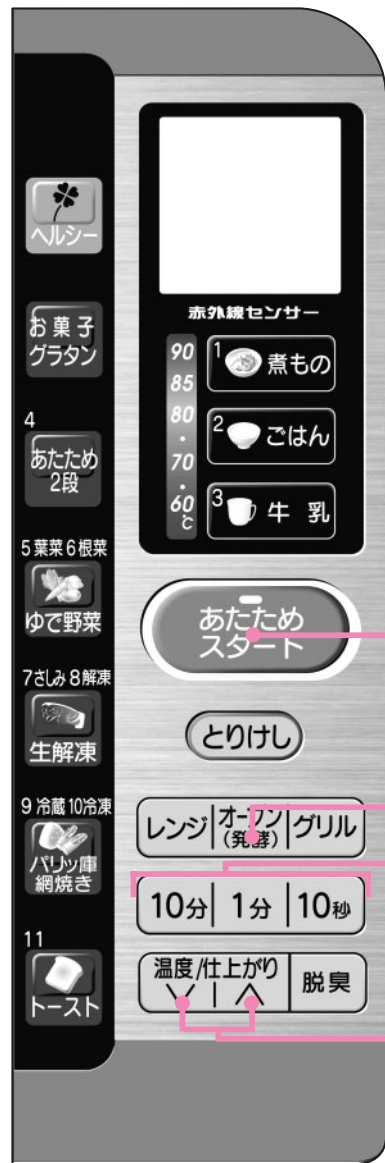 ヘルシー
お菓子
グラタン
4
あたため
2段
5葉菜6根菜
ゆで野菜
7さしみ8解凍
生解凍
9冷蔵10冷凍
パリッ庫
網焼き
11
トースト
赤外線センサー
90
85
80
・
70
・
60
℃
1 煮もの
2 ごはん
3 牛乳
あたため
スタート
とりけし
レンジ オーブン(発酵) グリル
10分 1分 10秒
温度/仕上がり
脱臭